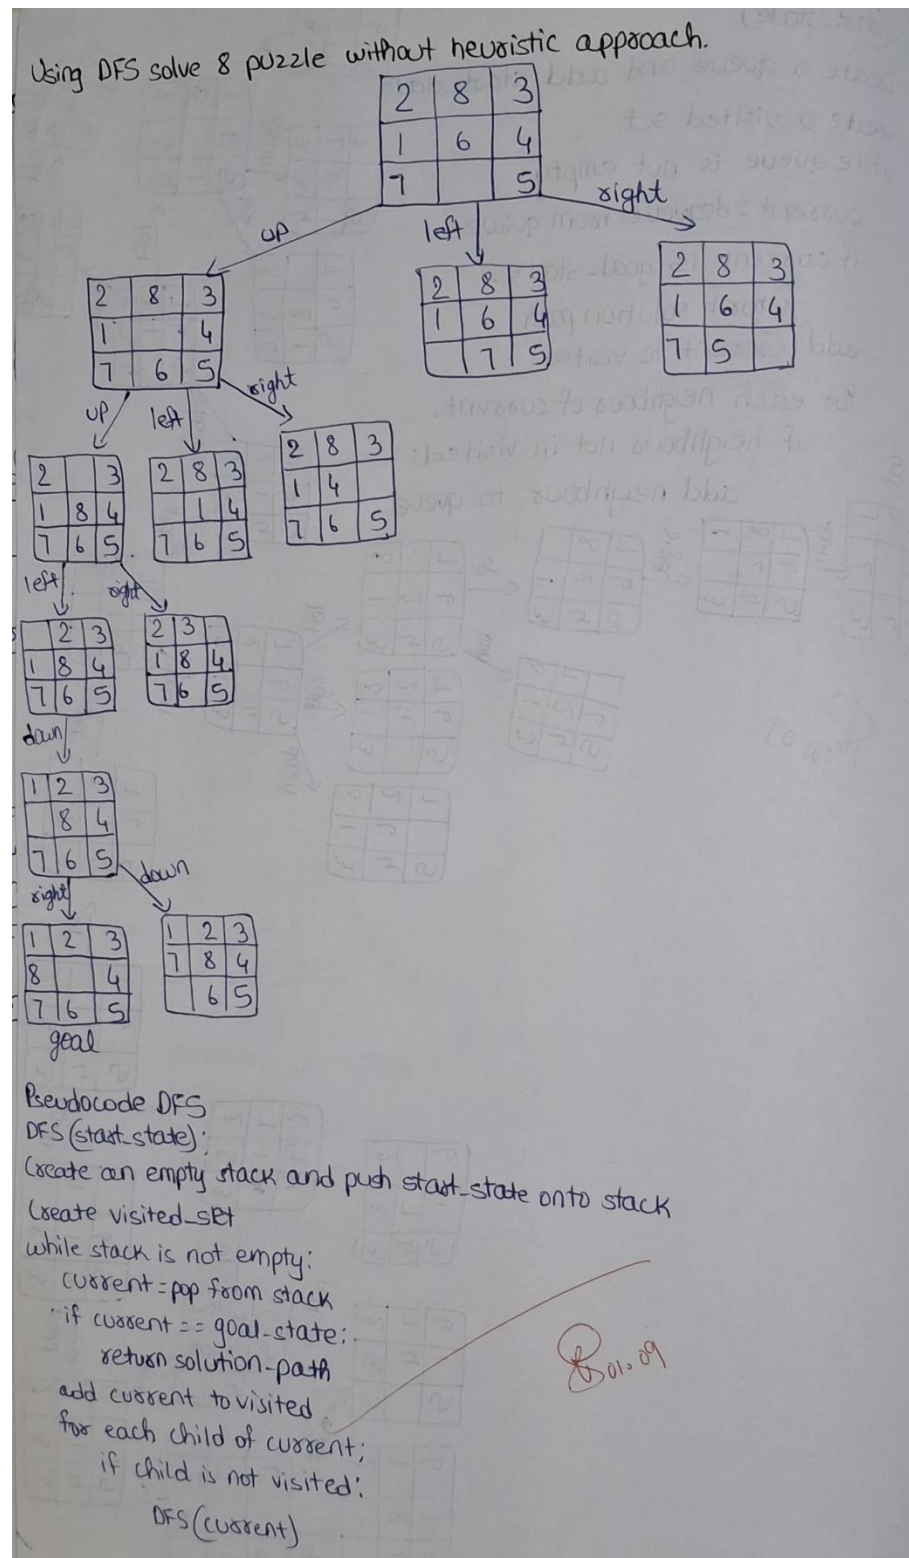 Using DFS solve 8 puzzle without heuristic approach.
2 8 3
1 6 4
7 5
up left right
2 8 3
1 4
7 6 5
2 8 3
1 6 4
7 5
2 8 3
1 6 4
7 5
up left right
2 3
1 8 4
7 6 5
2 8 3
1 4
7 6 5
2 8 3
1 4
7 6 5
left right
2 3
1 8 4
7 6 5
2 3
1 8 4
7 6 5
down
1 2 3
8 4
7 6 5
right down
1 2 3
8 4
7 6 5
goal
1 2 3
7 8 4
6 5
Pseudocode DFS
DFS(start_state):
Create an empty stack and push start_state onto stack
Create visited_set
while stack is not empty:
current = pop from stack
if current == goal_state:
return solution-path
add current to visited
for each child of current;
if child is not visited:
DFS(current)
01.09